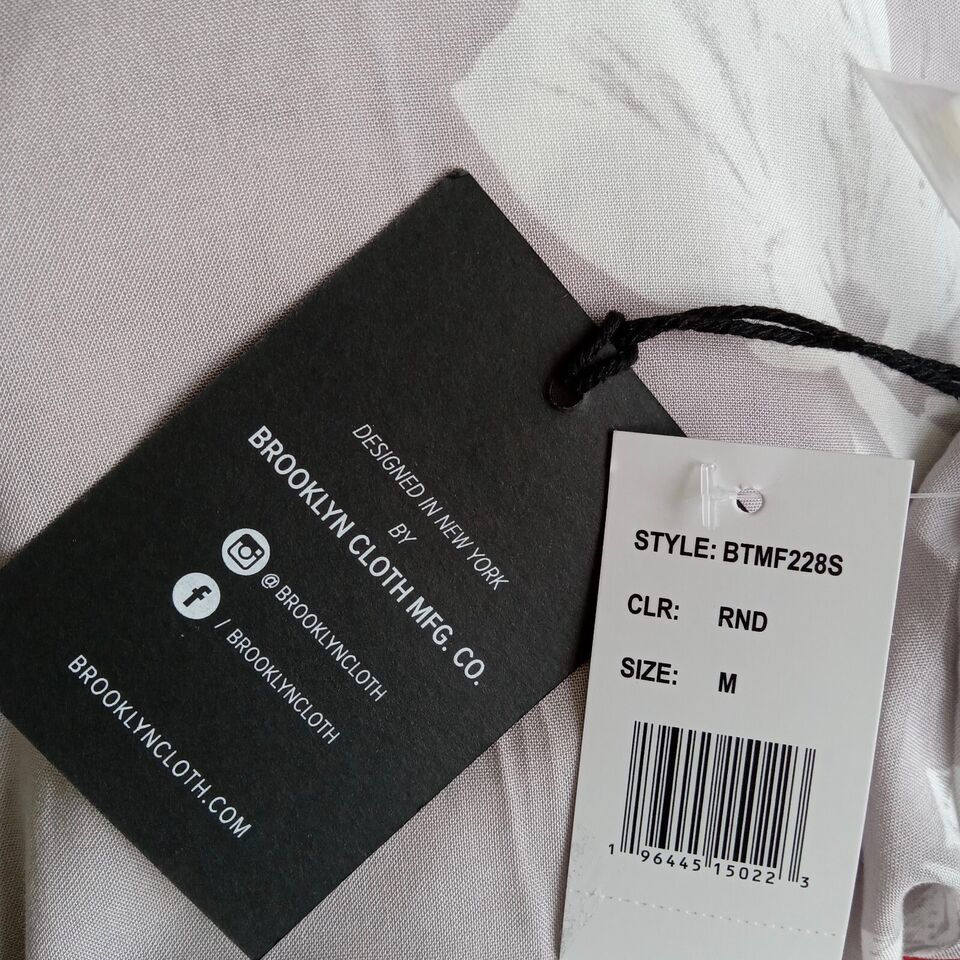 DESIGNED IN NEW YORK
BY
BROOKLYN CLOTH MFG. CO.
@BROOKLYNCLOTH
f / BROOKLYNCLOTH
BROOKLYNCLOTH.COM
STYLE: BTMF228S
CLR: RND
SIZE: M
1 96445 15022 3